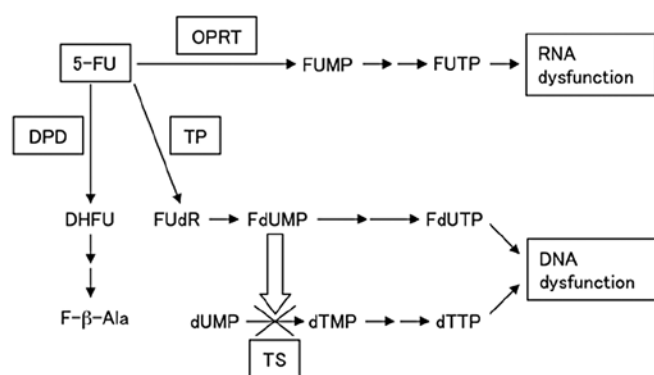 OPRT
5-FU
FUMP
FUTP
RNA
dysfunction
DPD
TP
DHFU
FUdR
FdUMP
FdUTP
DNA
dysfunction
F-β-Ala
dUMP
dTMP
dTTP
TS